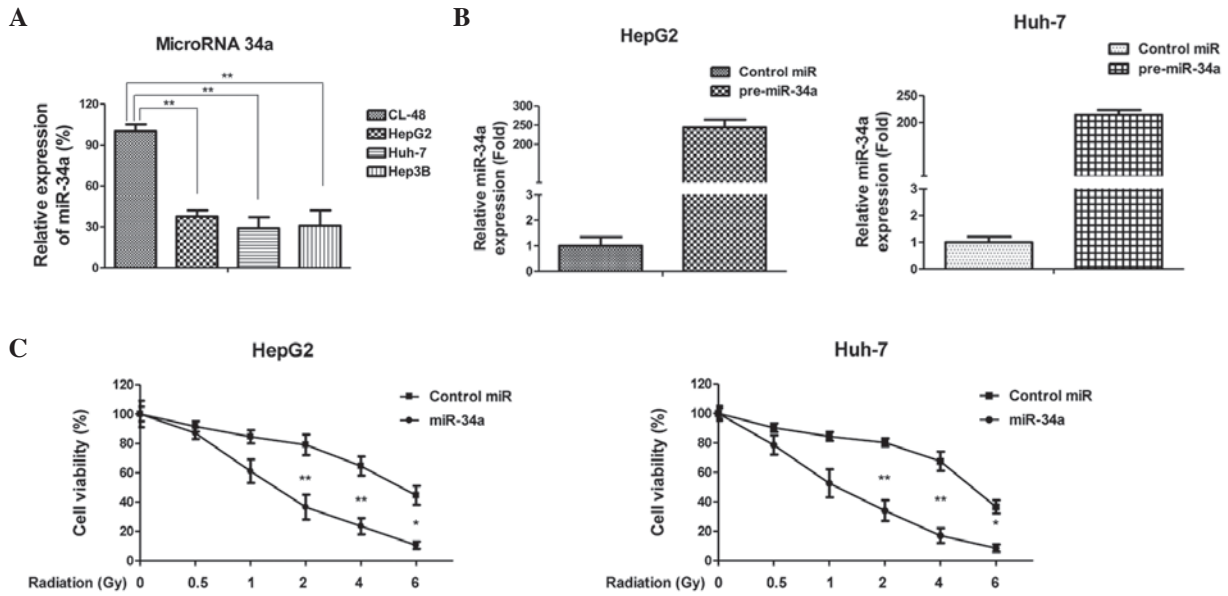 A
MicroRNA 34a
**
**
**
Relative expression
of miR-34a (%)
120
90
60
30
0
CL-48
HepG2
Huh-7
Hep3B
B
HepG2
Control miR
pre-miR-34a
Relative miR-34a
expression (Fold)
300
250
200
3
2
1
0
Huh-7
Control miR
pre-miR-34a
Relative miR-34a
expression (Fold)
250
200
3
2
1
0
C
HepG2
Control miR
miR-34a
Cell viability (%)
120
100
80
60
40
20
0
**
**
*
Radiation (Gy) 0 0.5 1 2 4 6
Huh-7
Control miR
miR-34a
Cell viability (%)
120
100
80
60
40
20
0
**
**
*
Radiation (Gy) 0 0.5 1 2 4 6